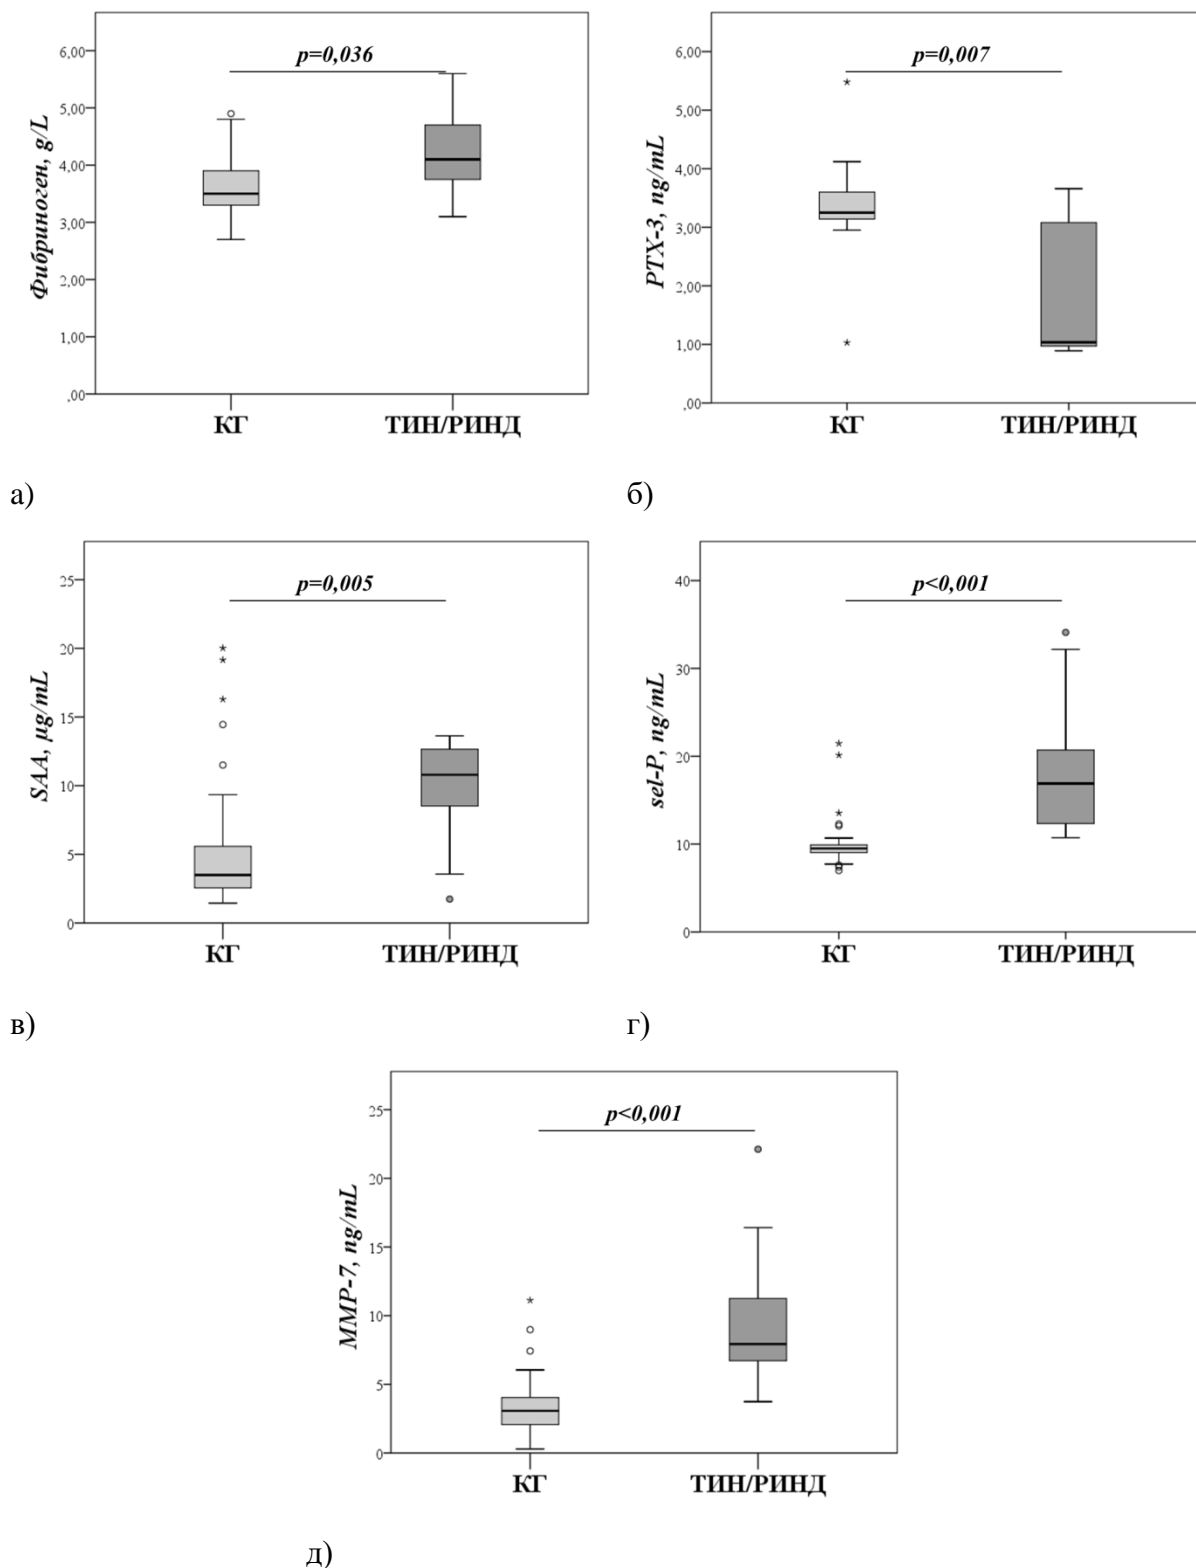 p=0,036
6,00
5,00
4,00
3,00
2,00
1,00
,00
Фибриноген, g/L
КГ ТИН/РИНД
а)
p=0,007
6,00
5,00
4,00
3,00
2,00
1,00
,00
PTX-3, ng/mL
КГ ТИН/РИНД
б)
p=0,005
25
20
15
10
5
0
SAA, µg/mL
КГ ТИН/РИНД
в)
p<0,001
40
30
20
10
0
sel-P, ng/mL
КГ ТИН/РИНД
г)
p<0,001
25
20
15
10
5
0
MMP-7, ng/mL
КГ ТИН/РИНД
д)